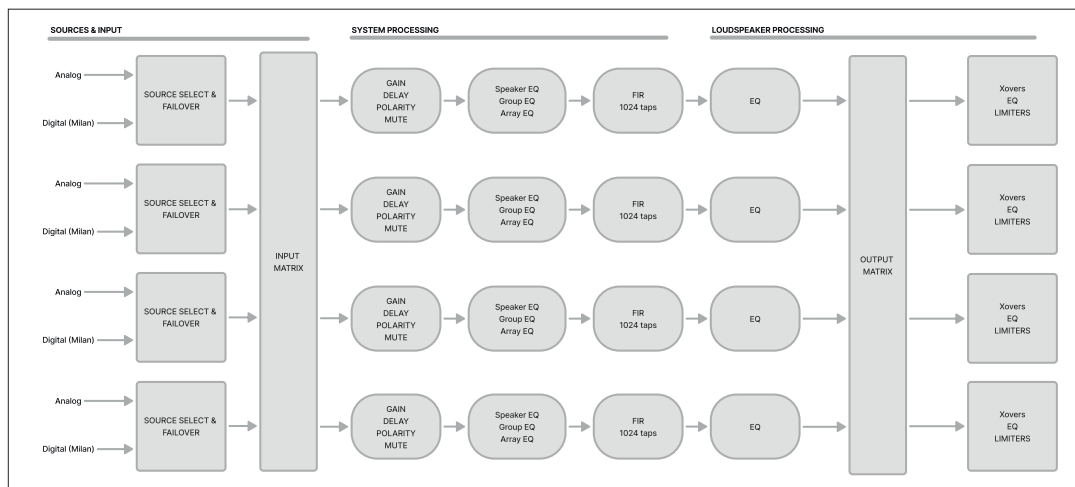 SOURCES & INPUT
SYSTEM PROCESSING
LOUDSPEAKER PROCESSING
Analog
Digital (Milan)
SOURCE SELECT &
FAILOVER
GAIN
DELAY
POLARITY
MUTE
Speaker EQ
Group EQ
Array EQ
FIR
1024 taps
EQ
Xovers
EQ
LIMITERS
Analog
Digital (Milan)
SOURCE SELECT &
FAILOVER
GAIN
DELAY
POLARITY
MUTE
Speaker EQ
Group EQ
Array EQ
FIR
1024 taps
EQ
Xovers
EQ
LIMITERS
INPUT
MATRIX
OUTPUT
MATRIX
Analog
Digital (Milan)
SOURCE SELECT &
FAILOVER
GAIN
DELAY
POLARITY
MUTE
Speaker EQ
Group EQ
Array EQ
FIR
1024 taps
EQ
Xovers
EQ
LIMITERS
Analog
Digital (Milan)
SOURCE SELECT &
FAILOVER
GAIN
DELAY
POLARITY
MUTE
Speaker EQ
Group EQ
Array EQ
FIR
1024 taps
EQ
Xovers
EQ
LIMITERS